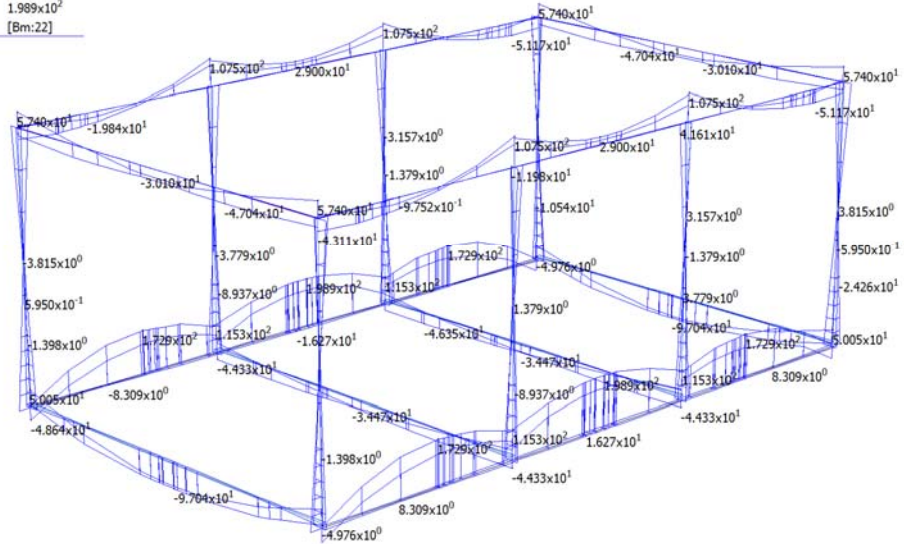 1.989x10²
[Bm:22]
5.740x10¹
1.075x10²
-5.117x10¹
-4.704x10¹
-3.010x10¹
5.740x10¹
1.075x10²
2.900x10¹
1.075x10²
-5.117x10¹
5.740x10¹
-1.984x10¹
4.161x10¹
3.157x10⁰
1.075x10²
2.900x10¹
-1.379x10⁰
-1.198x10¹
-3.010x10¹
-9.752x10⁻¹
-1.054x10¹
3.157x10⁰
3.815x10⁰
-4.704x10¹
5.740x10¹
-4.311x10¹
-3.779x10⁰
1.729x10²
-1.379x10⁰
5.950x10⁻¹
3.815x10⁰
-4.976x10⁰
-2.426x10¹
-8.937x10⁰
1.989x10²
1.153x10²
1.379x10⁰
3.779x10⁰
5.950x10⁻¹
-9.704x10¹
-1.398x10⁰
1.729x10²
1.153x10²
-1.627x10¹
-4.635x10¹
1.729x10²
5.005x10¹
-4.433x10¹
-3.447x10¹
8.309x10⁰
5.005x10¹
-8.309x10⁰
-8.937x10⁰
1.989x10²
1.153x10²
-4.864x10¹
-3.447x10¹
-4.433x10¹
1.153x10²
1.627x10¹
1.729x10²
-1.398x10⁰
-4.433x10¹
-9.704x10¹
8.309x10⁰
-4.976x10⁰